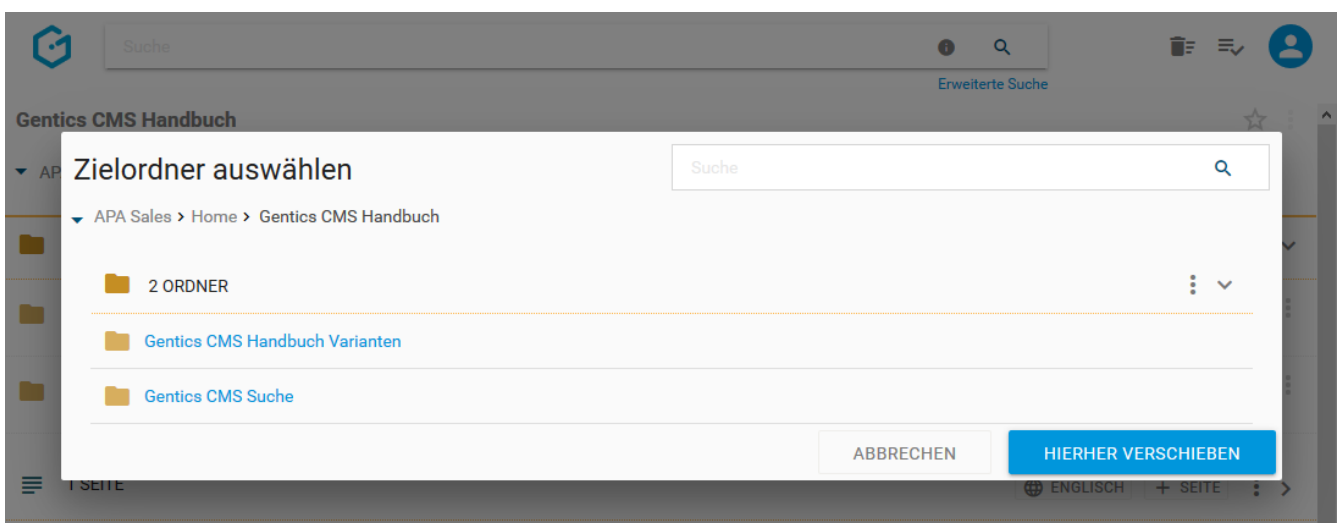 Suche
Erweiterte Suche
Gentics CMS Handbuch
AP
Zielordner auswählen
Suche
APA Sales > Home > Gentics CMS Handbuch
2 ORDNER
Gentics CMS Handbuch Varianten
Gentics CMS Suche
ABBRECHEN HIERHER VERSCHIEBEN
1 SEITE ENGLISCH + SEITE